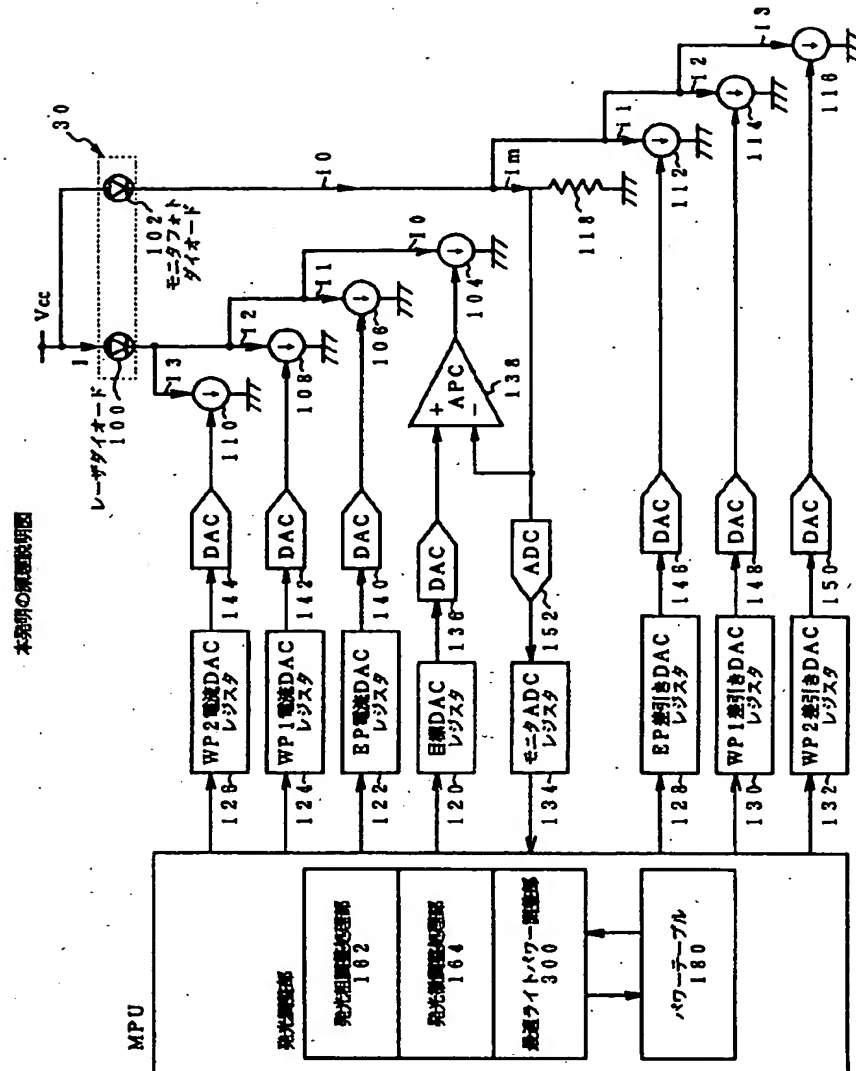 本発明の原理説明図
Vcc
30
I
レーザダイオード
100
102
モニタフォト
ダイオード
i3
110
i2
108
i1
106
i0
104
i0
im
118
i1
112
i2
114
i3
116
APC
+
-
138
DAC
144
DAC
142
DAC
140
DAC
136
ADC
152
DAC
146
DAC
148
DAC
150
WP2電流DAC
レジスタ
126
WP1電流DAC
レジスタ
124
EP電流DAC
レジスタ
122
目標DAC
レジスタ
120
モニタADC
レジスタ
134
EP差引きDAC
レジスタ
128
WP1差引きDAC
レジスタ
130
WP2差引きDAC
レジスタ
132
MPU
発光調整部
発光粗調整処理部
162
発光微調整処理部
164
最適ライトパワー調整部
300
パワーテーブル
180